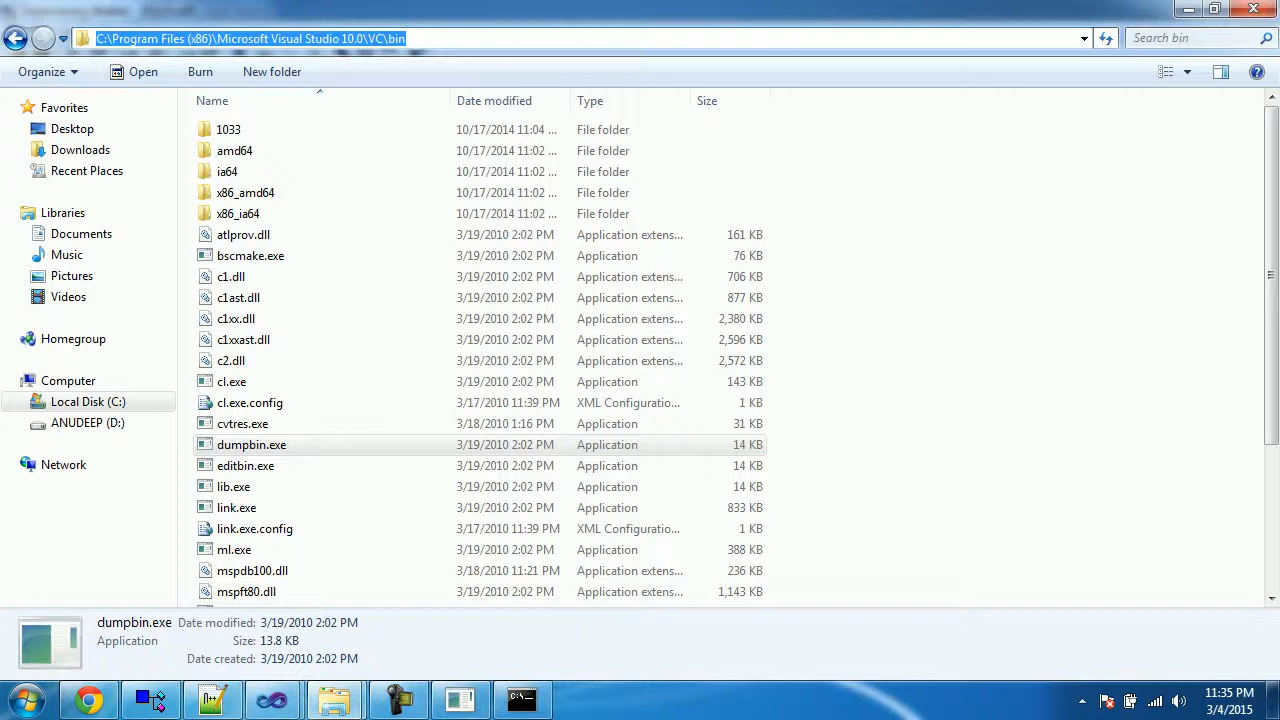 C:\Program Files (x86)\Microsoft Visual Studio 10.0\VC\bin
Search bin
Organize Open Burn New folder
Name Date modified Type Size
Favorites
Desktop
Downloads
Recent Places
Libraries
Documents
Music
Pictures
Videos
Homegroup
Computer
Local Disk (C:)
ANUDEEP (D:)
Network
1033 10/17/2014 11:04 ... File folder
amd64 10/17/2014 11:02 ... File folder
ia64 10/17/2014 11:02 ... File folder
x86_amd64 10/17/2014 11:02 ... File folder
x86_ia64 10/17/2014 11:02 ... File folder
atlprov.dll 3/19/2010 2:02 PM Application extens... 161 KB
bscmake.exe 3/19/2010 2:02 PM Application 76 KB
c1.dll 3/19/2010 2:02 PM Application extens... 706 KB
c1ast.dll 3/19/2010 2:02 PM Application extens... 877 KB
c1xx.dll 3/19/2010 2:02 PM Application extens... 2,380 KB
c1xxast.dll 3/19/2010 2:02 PM Application extens... 2,596 KB
c2.dll 3/19/2010 2:02 PM Application extens... 2,572 KB
cl.exe 3/19/2010 2:02 PM Application 143 KB
cl.exe.config 3/17/2010 11:39 PM XML Configuratio... 1 KB
cvtres.exe 3/18/2010 1:16 PM Application 31 KB
dumpbin.exe 3/19/2010 2:02 PM Application 14 KB
editbin.exe 3/19/2010 2:02 PM Application 14 KB
lib.exe 3/19/2010 2:02 PM Application 14 KB
link.exe 3/19/2010 2:02 PM Application 833 KB
link.exe.config 3/17/2010 11:39 PM XML Configuratio... 1 KB
ml.exe 3/19/2010 2:02 PM Application 388 KB
mspdb100.dll 3/18/2010 11:21 PM Application extens... 236 KB
mspft80.dll 3/19/2010 2:02 PM Application extens... 1,143 KB
dumpbin.exe Date modified: 3/19/2010 2:02 PM
Application Size: 13.8 KB
Date created: 3/19/2010 2:02 PM
11:35 PM
3/4/2015